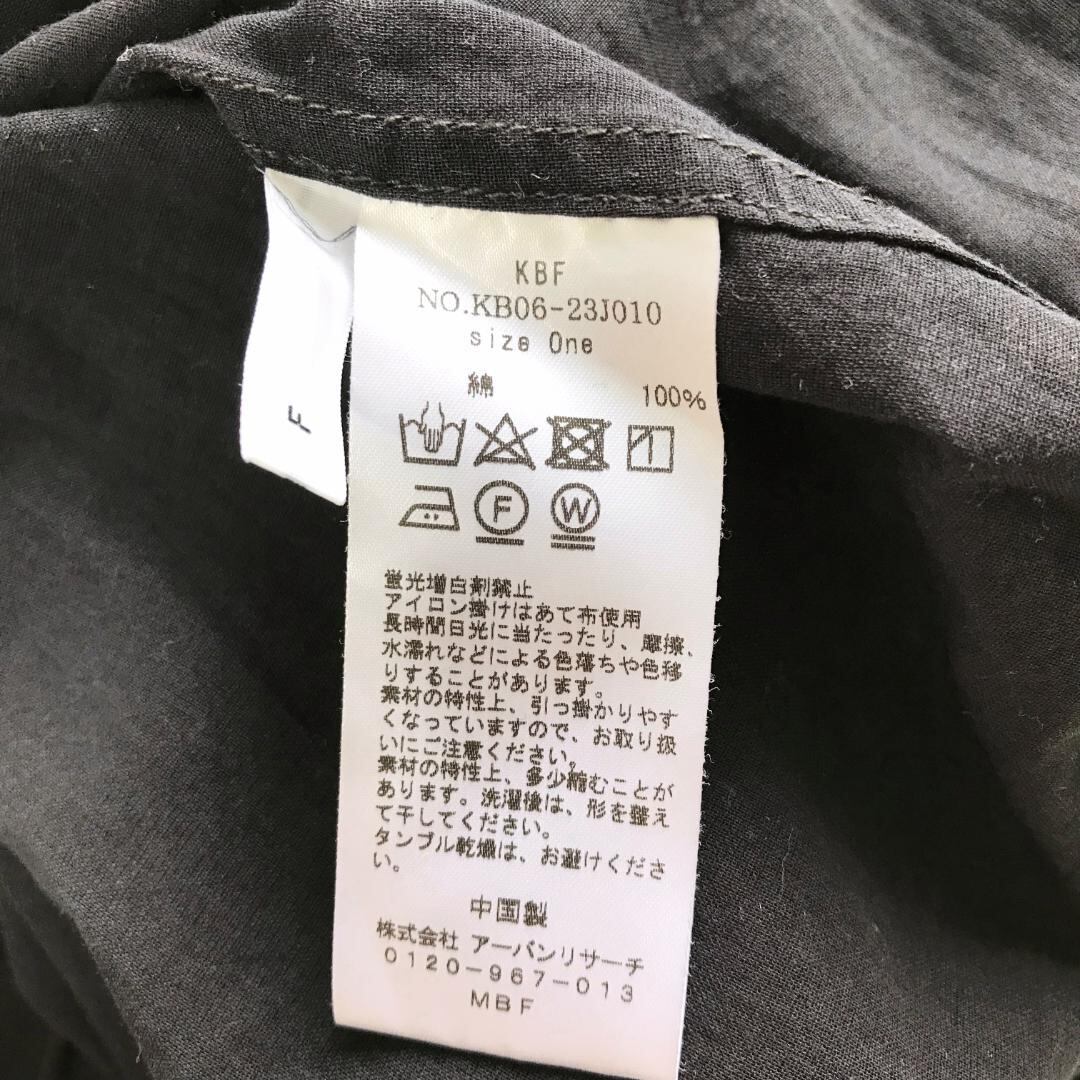 KBF
NO.KB06-23J010
size One
綿 100%
F W
蛍光増白剤禁止
アイロン掛けはあて布使用
長時間日光に当たったり、摩擦、
水濡れなどによる色落ちや色移
りすることがあります。
素材の特性上、引っ掛かりやす
くなっていますので、お取り扱
いにご注意ください。
素材の特性上、多少縮むことが
あります。洗濯後は、形を整え
て干してください。
タンブル乾燥は、お避けくださ
い。
中国製
株式会社 アーバンリサーチ
0120-967-013
MBF
F